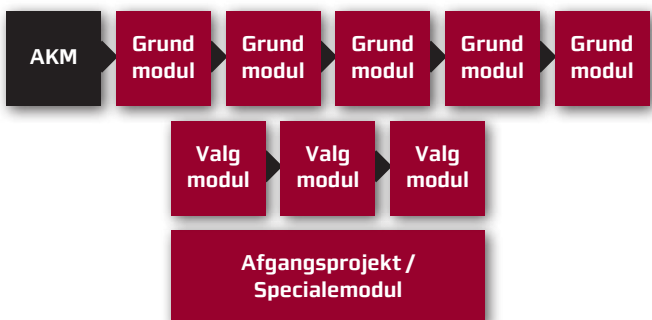 AKM
Grund
modul
Grund
modul
Grund
modul
Grund
modul
Grund
modul
Valg
modul
Valg
modul
Valg
modul
Afgangsprojekt /
Specialemodul